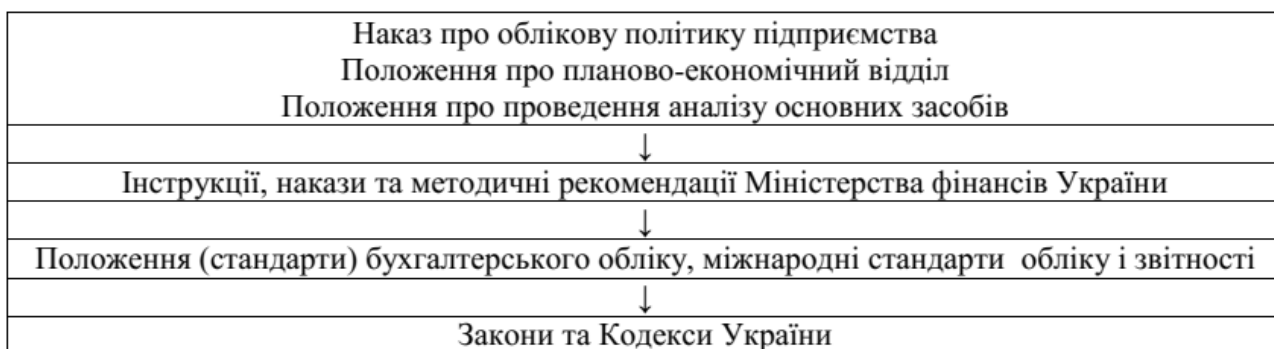 Наказ про облікову політику підприємства
Положення про планово-економічний відділ
Положення про проведення аналізу основних засобів
↓
Інструкції, накази та методичні рекомендації Міністерства фінансів України
↓
Положення (стандарти) бухгалтерського обліку, міжнародні стандарти обліку і звітності
↓
Закони та Кодекси України